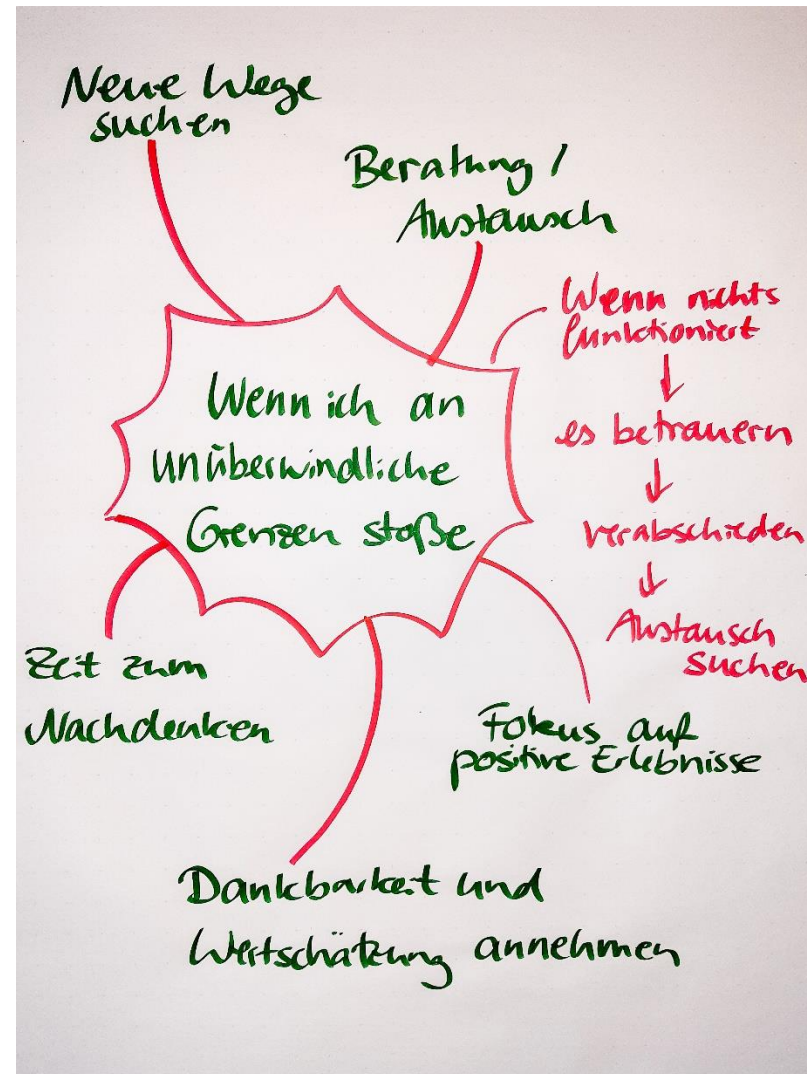 Neue Wege
suchen
Beratung /
Austausch
Wenn nichts
funktioniert
↓
es betrauern
↓
verabschieden
↓
Austausch
suchen
Wenn ich an
unüberwindliche
Grenzen stoße
Zeit zum
Nachdenken
Fokus auf
positive Erlebnisse
Dankbarkeit und
Wertschätzung annehmen